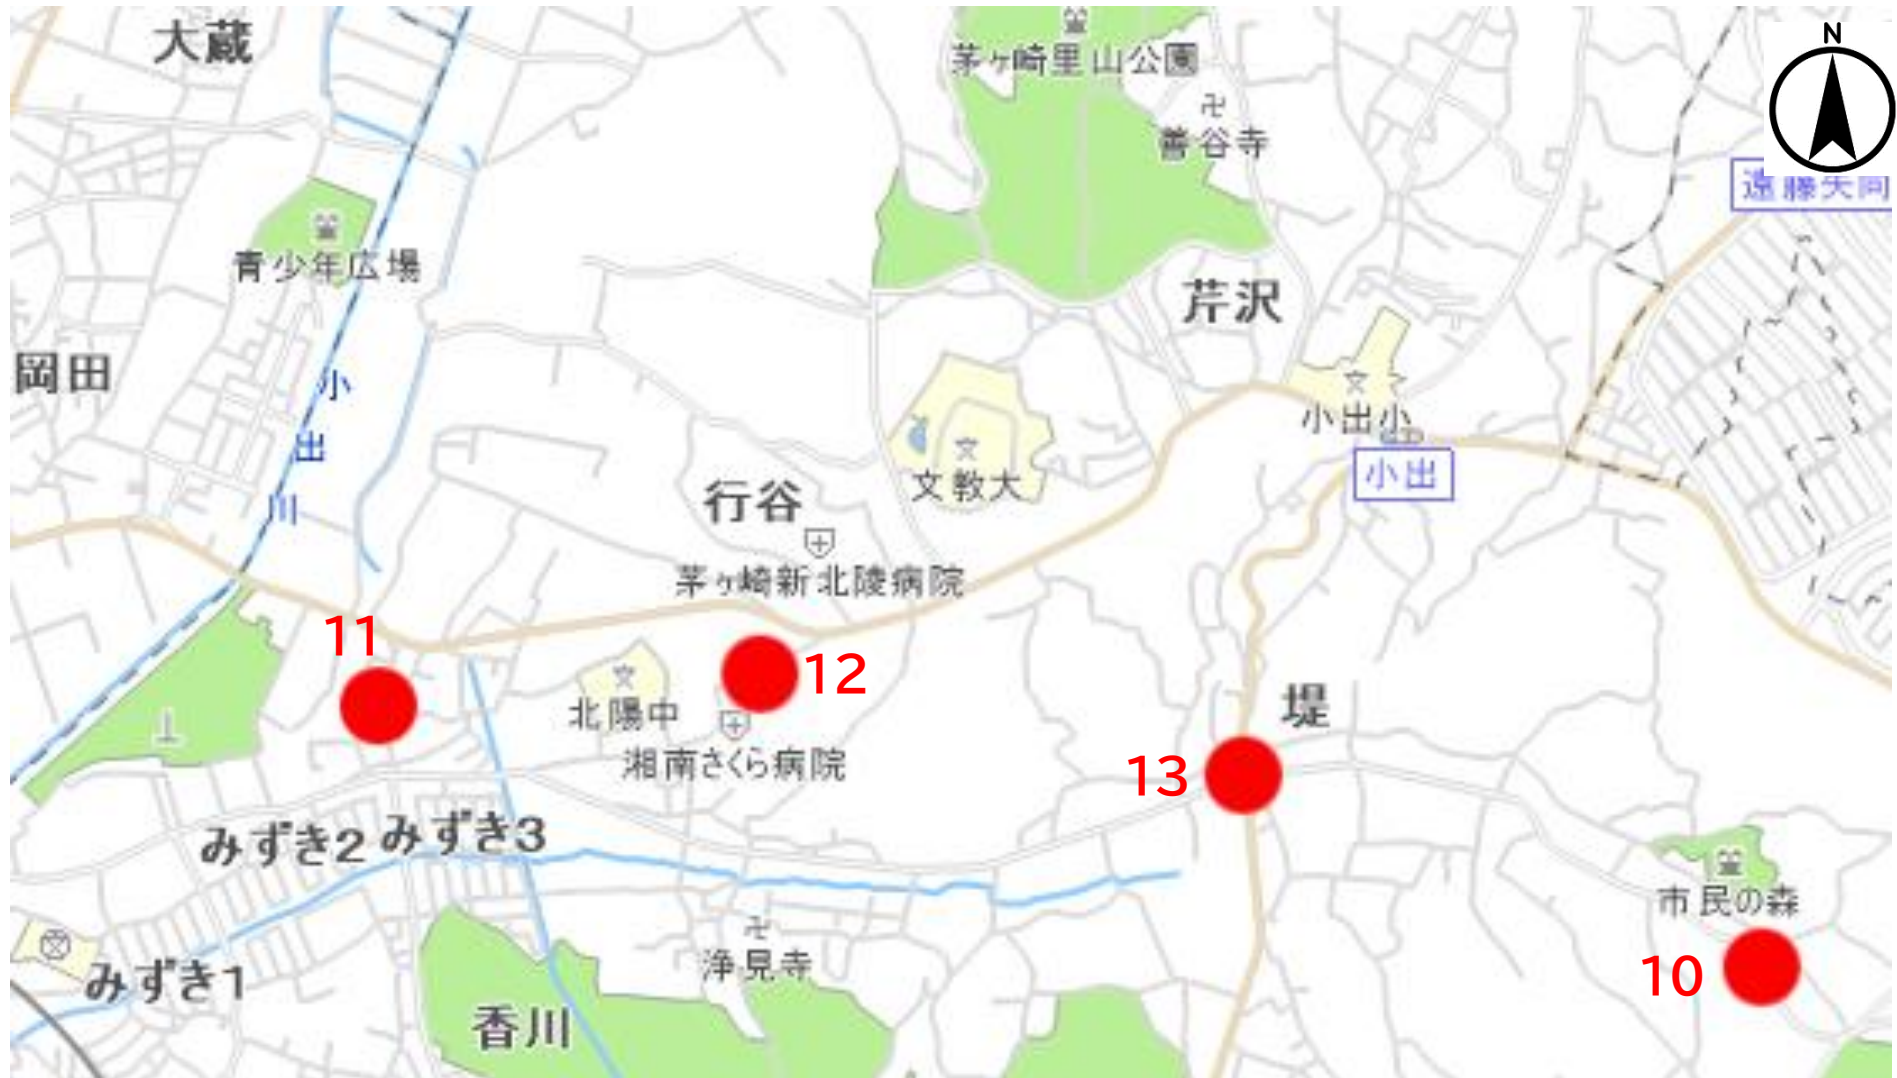 大蔵
N
茅ヶ崎里山公園
善谷寺
遠藤矢向
青少年広場
芹沢
岡田
小出川
小出小
小出
文教大
行谷
茅ヶ崎新北陵病院
11
12
北陽中
堤
湘南さくら病院
13
みずき2
みずき3
市民の森
浄見寺
10
みずき1
香川